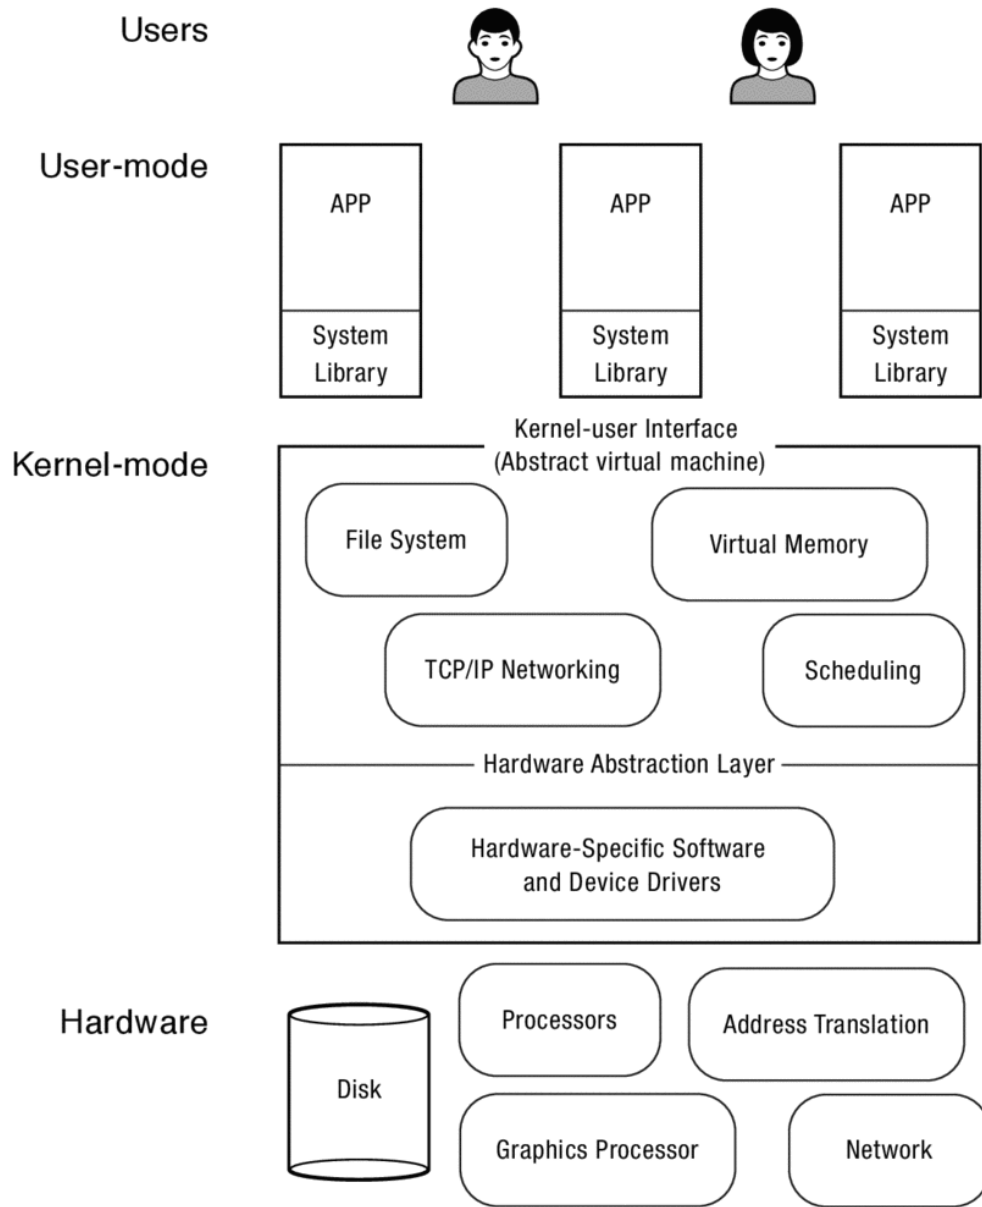 Users
User-mode
APP
APP
APP
System
Library
System
Library
System
Library
Kernel-mode
Kernel-user Interface
(Abstract virtual machine)
File System
Virtual Memory
TCP/IP Networking
Scheduling
Hardware Abstraction Layer
Hardware-Specific Software
and Device Drivers
Hardware
Disk
Processors
Address Translation
Graphics Processor
Network